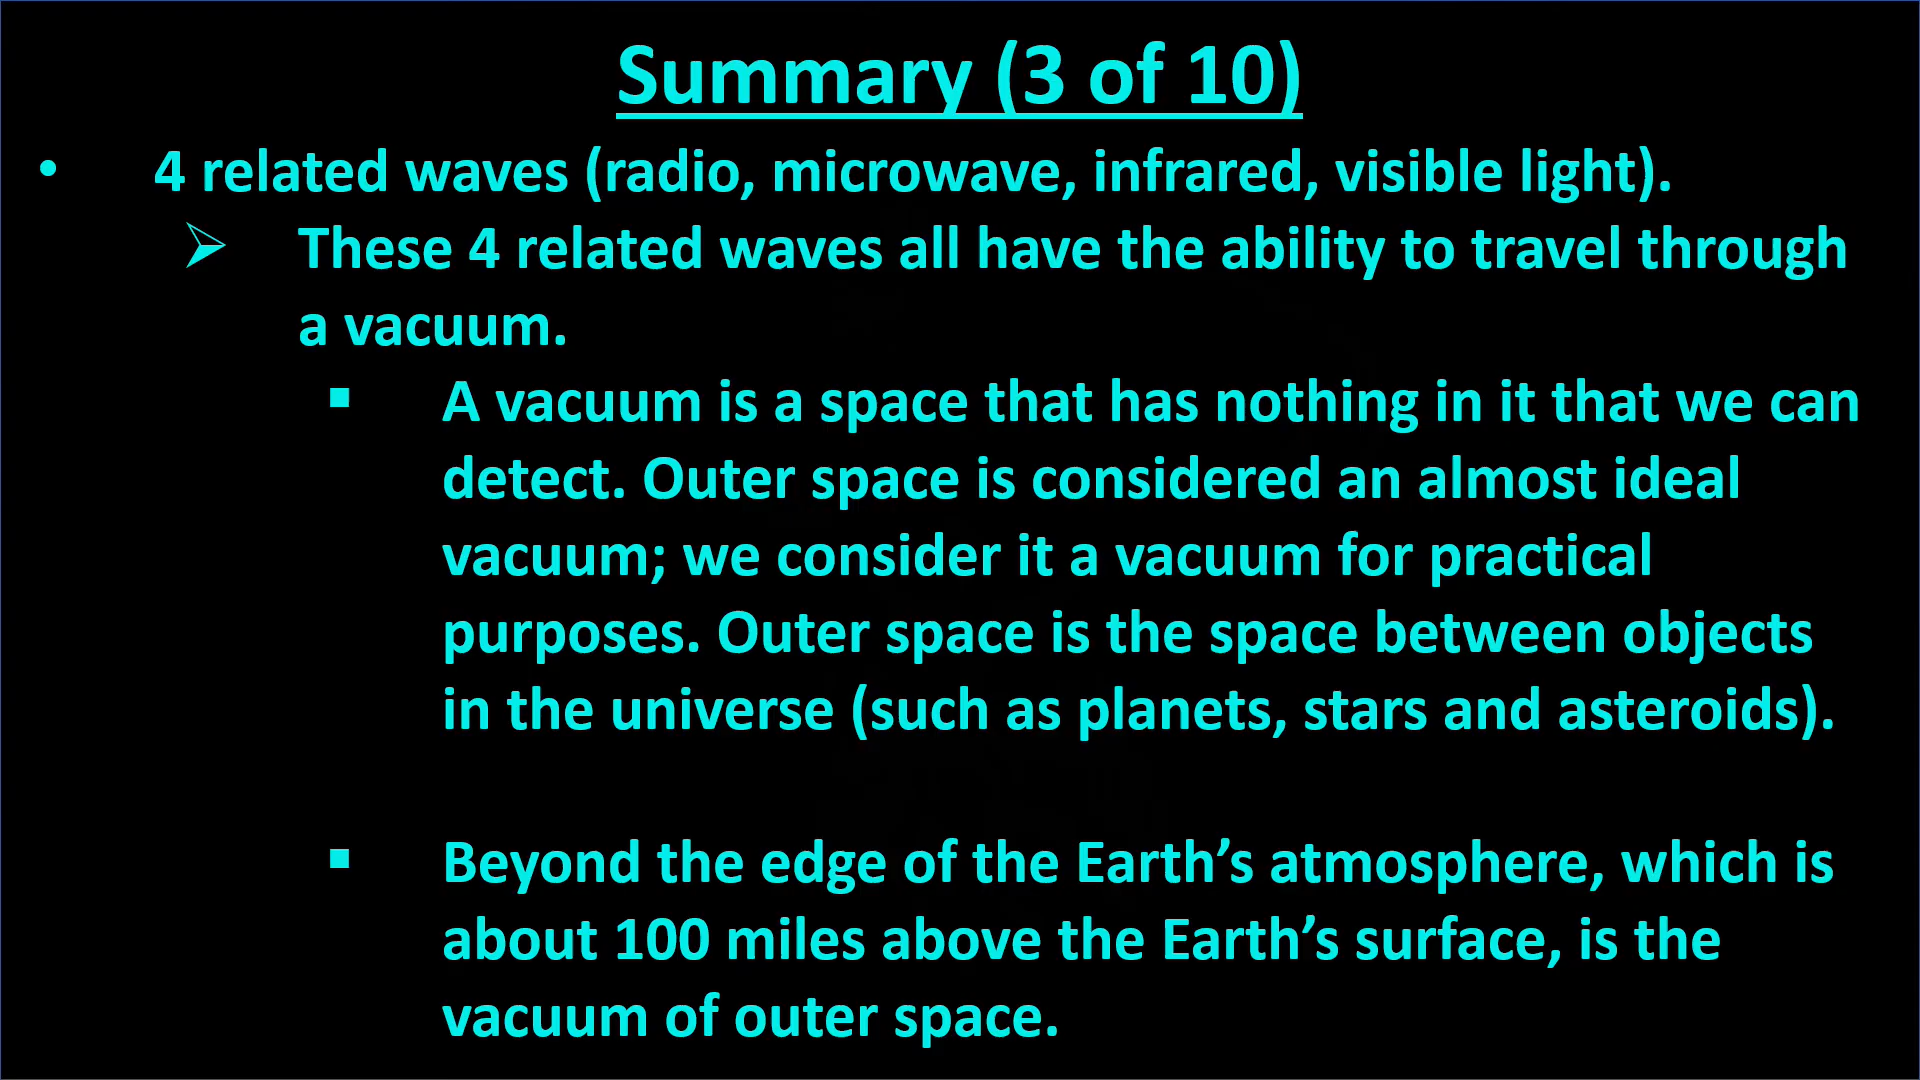 Summary (3 of 10)
• 4 related waves (radio, microwave, infrared, visible light).
➢ These 4 related waves all have the ability to travel through
a vacuum.
▪ A vacuum is a space that has nothing in it that we can
detect. Outer space is considered an almost ideal
vacuum; we consider it a vacuum for practical
purposes. Outer space is the space between objects
in the universe (such as planets, stars and asteroids).
▪ Beyond the edge of the Earth’s atmosphere, which is
about 100 miles above the Earth’s surface, is the
vacuum of outer space.